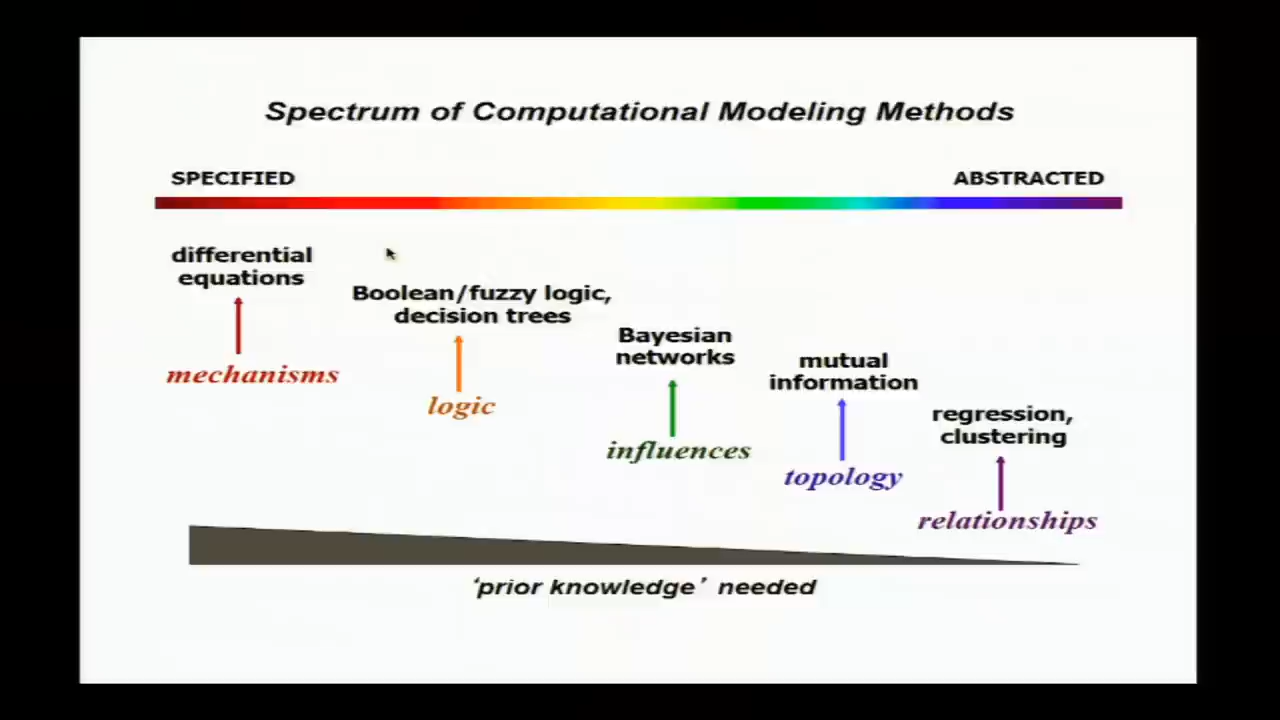 Spectrum of Computational Modeling Methods
SPECIFIED
ABSTRACTED
differential
equations
mechanisms
Boolean/fuzzy logic,
decision trees
logic
Bayesian
networks
influences
mutual
information
topology
regression,
clustering
relationships
‘prior knowledge’ needed